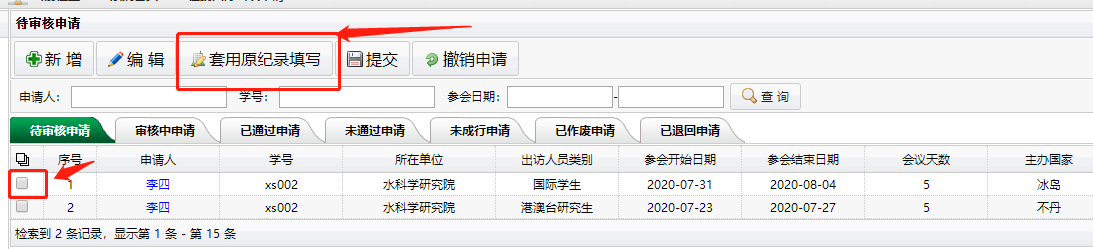 待审核申请
新 增 编 辑 套用原纪录填写 提交 撤销申请
申请人: 学号: 参会日期: - 查 询
待审核申请 审核中申请 已通过申请 未通过申请 未成行申请 已作废申请 已退回申请
序号 申请人 学号 所在单位 出访人员类别 参会开始日期 参会结束日期 会议天数 主办国家
1 李四 xs002 水科学研究院 国际学生 2020-07-31 2020-08-04 5 冰岛
2 李四 xs002 水科学研究院 港澳台研究生 2020-07-23 2020-07-27 5 不丹
检索到 2 条记录，显示第 1 条 - 第 15 条